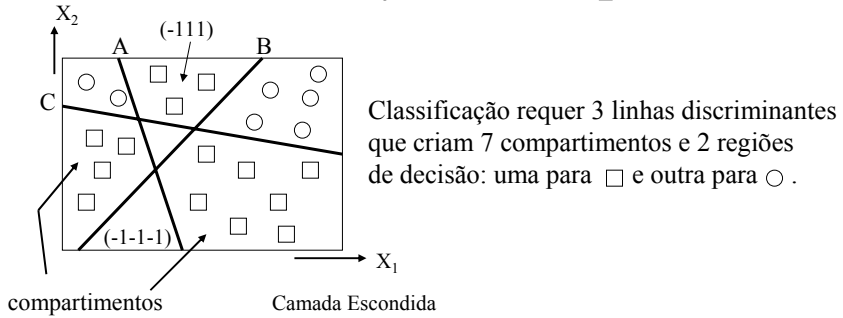 X2
(-111)
A
B
C
Classificação requer 3 linhas discriminantes
que criam 7 compartimentos e 2 regiões
de decisão: uma para □ e outra para ○ .
(-1-1-1)
X1
compartimentos
Camada Escondida